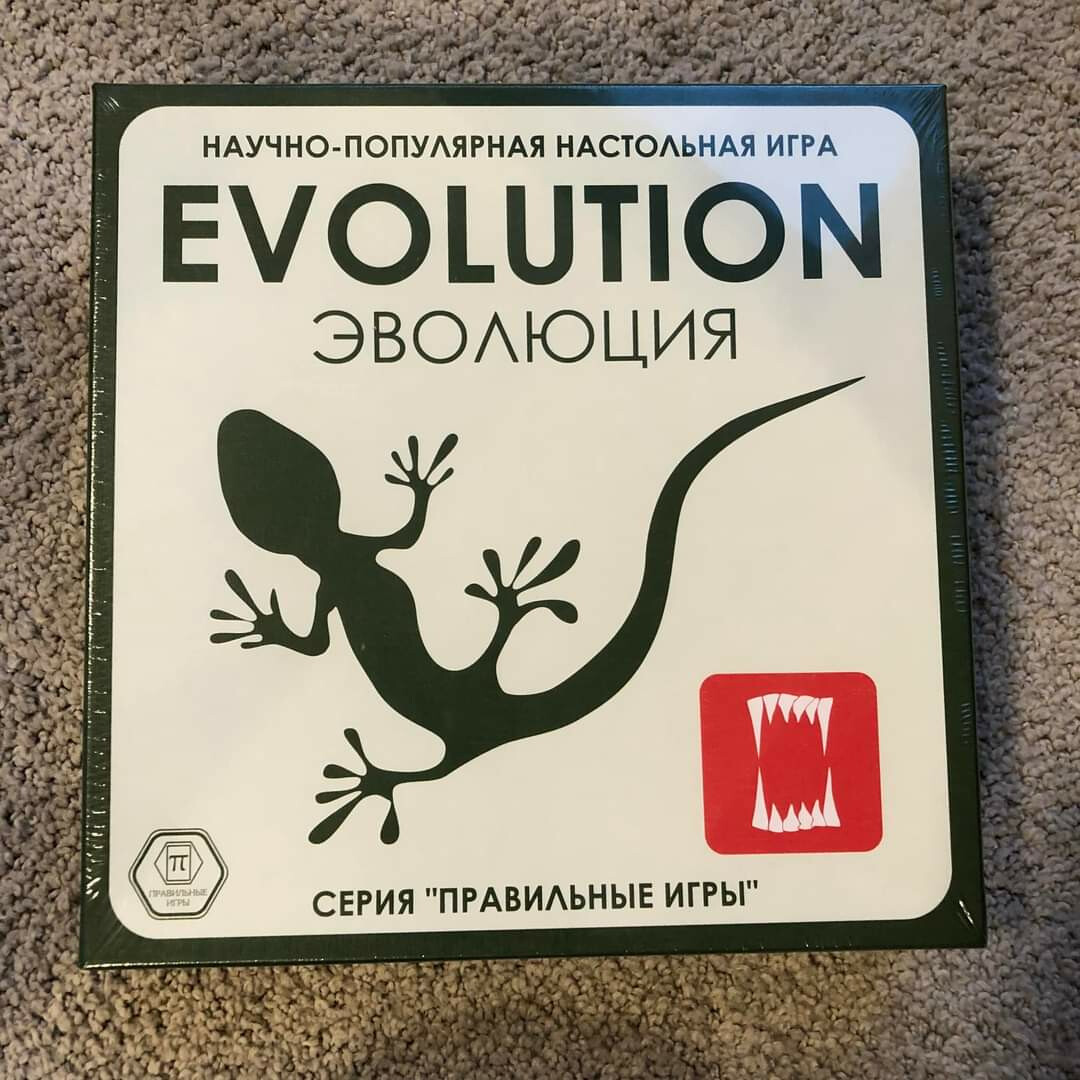 НАУЧНО-ПОПУЛЯРНАЯ НАСТОЛЬНАЯ ИГРА
EVOLUTION
ЭВОЛЮЦИЯ
π
ПРАВИЛЬНЫЕ
ИГРЫ
СЕРИЯ "ПРАВИЛЬНЫЕ ИГРЫ"